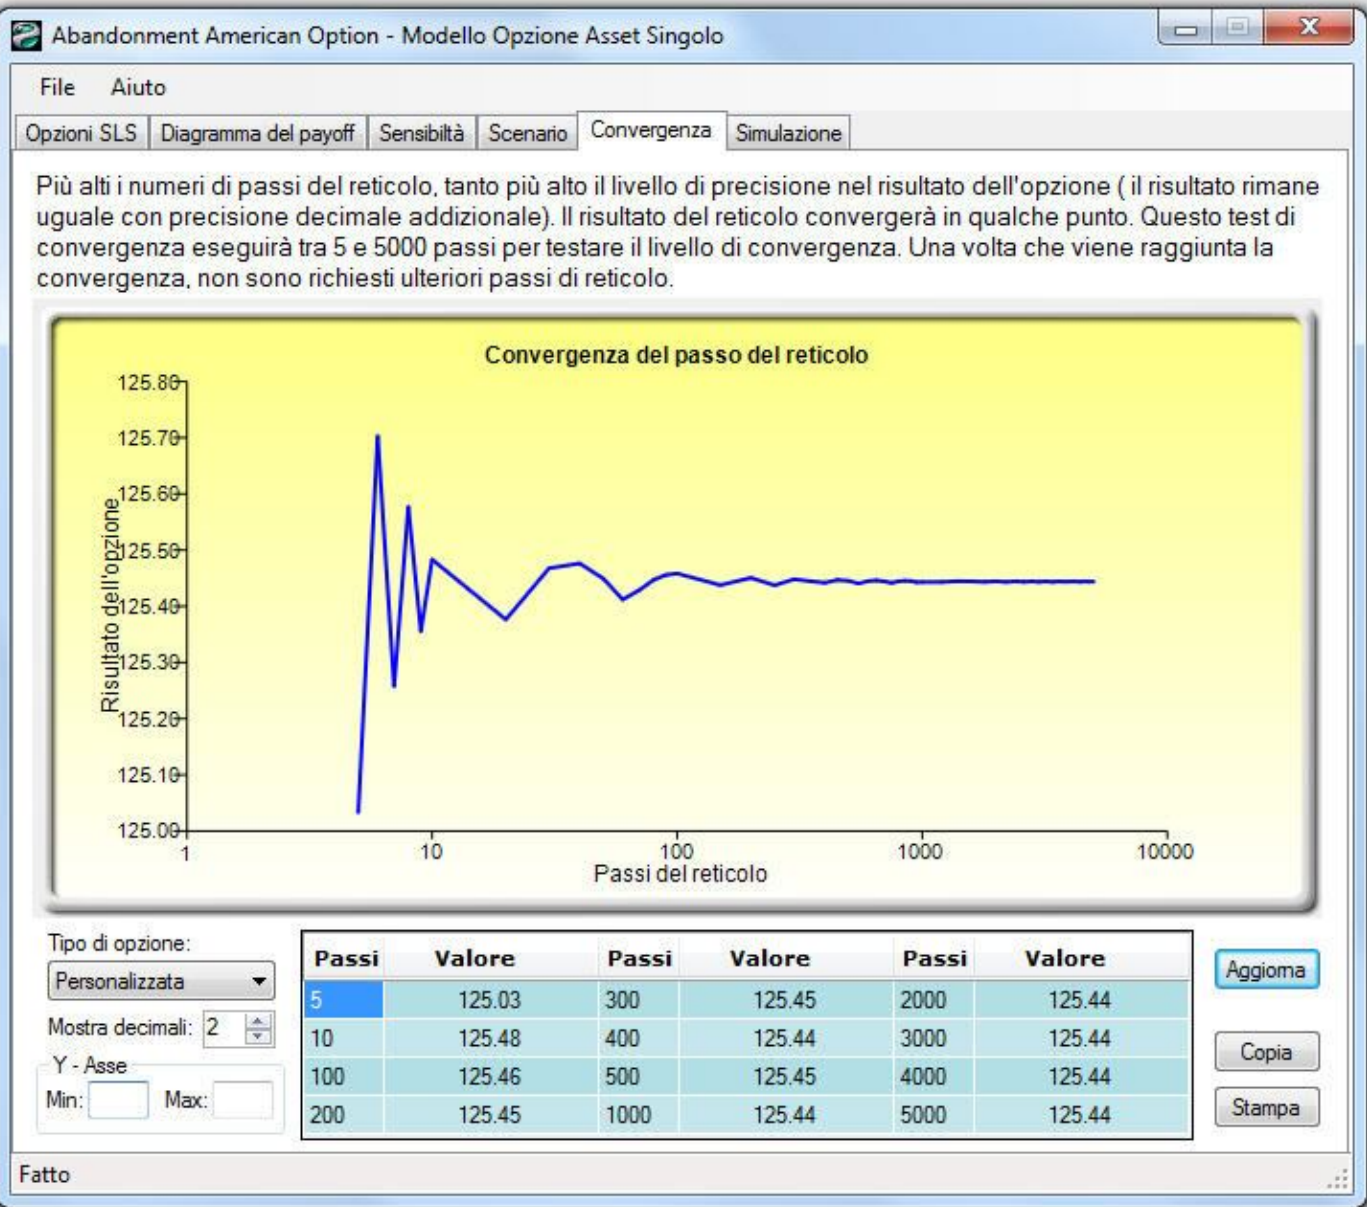 Abandonment American Option - Modello Opzione Asset Singolo
File Aiuto
Opzioni SLS Diagramma del payoff Sensibiltà Scenario Convergenza Simulazione
Più alti i numeri di passi del reticolo, tanto più alto il livello di precisione nel risultato dell'opzione ( il risultato rimane
uguale con precisione decimale addizionale). Il risultato del reticolo convergerà in qualche punto. Questo test di
convergenza eseguirà tra 5 e 5000 passi per testare il livello di convergenza. Una volta che viene raggiunta la
convergenza, non sono richiesti ulteriori passi di reticolo.
Convergenza del passo del reticolo
Risultato dell'opzione
125.80
125.70
125.60
125.50
125.40
125.30
125.20
125.10
125.00
1 10 100 1000 10000
Passi del reticolo
Tipo di opzione:
Personalizzata
Mostra decimali: 2
Y - Asse
Min: Max:
Passi Valore Passi Valore Passi Valore
5 125.03 300 125.45 2000 125.44
10 125.48 400 125.44 3000 125.44
100 125.46 500 125.45 4000 125.44
200 125.45 1000 125.44 5000 125.44
Aggiorna
Copia
Stampa
Fatto